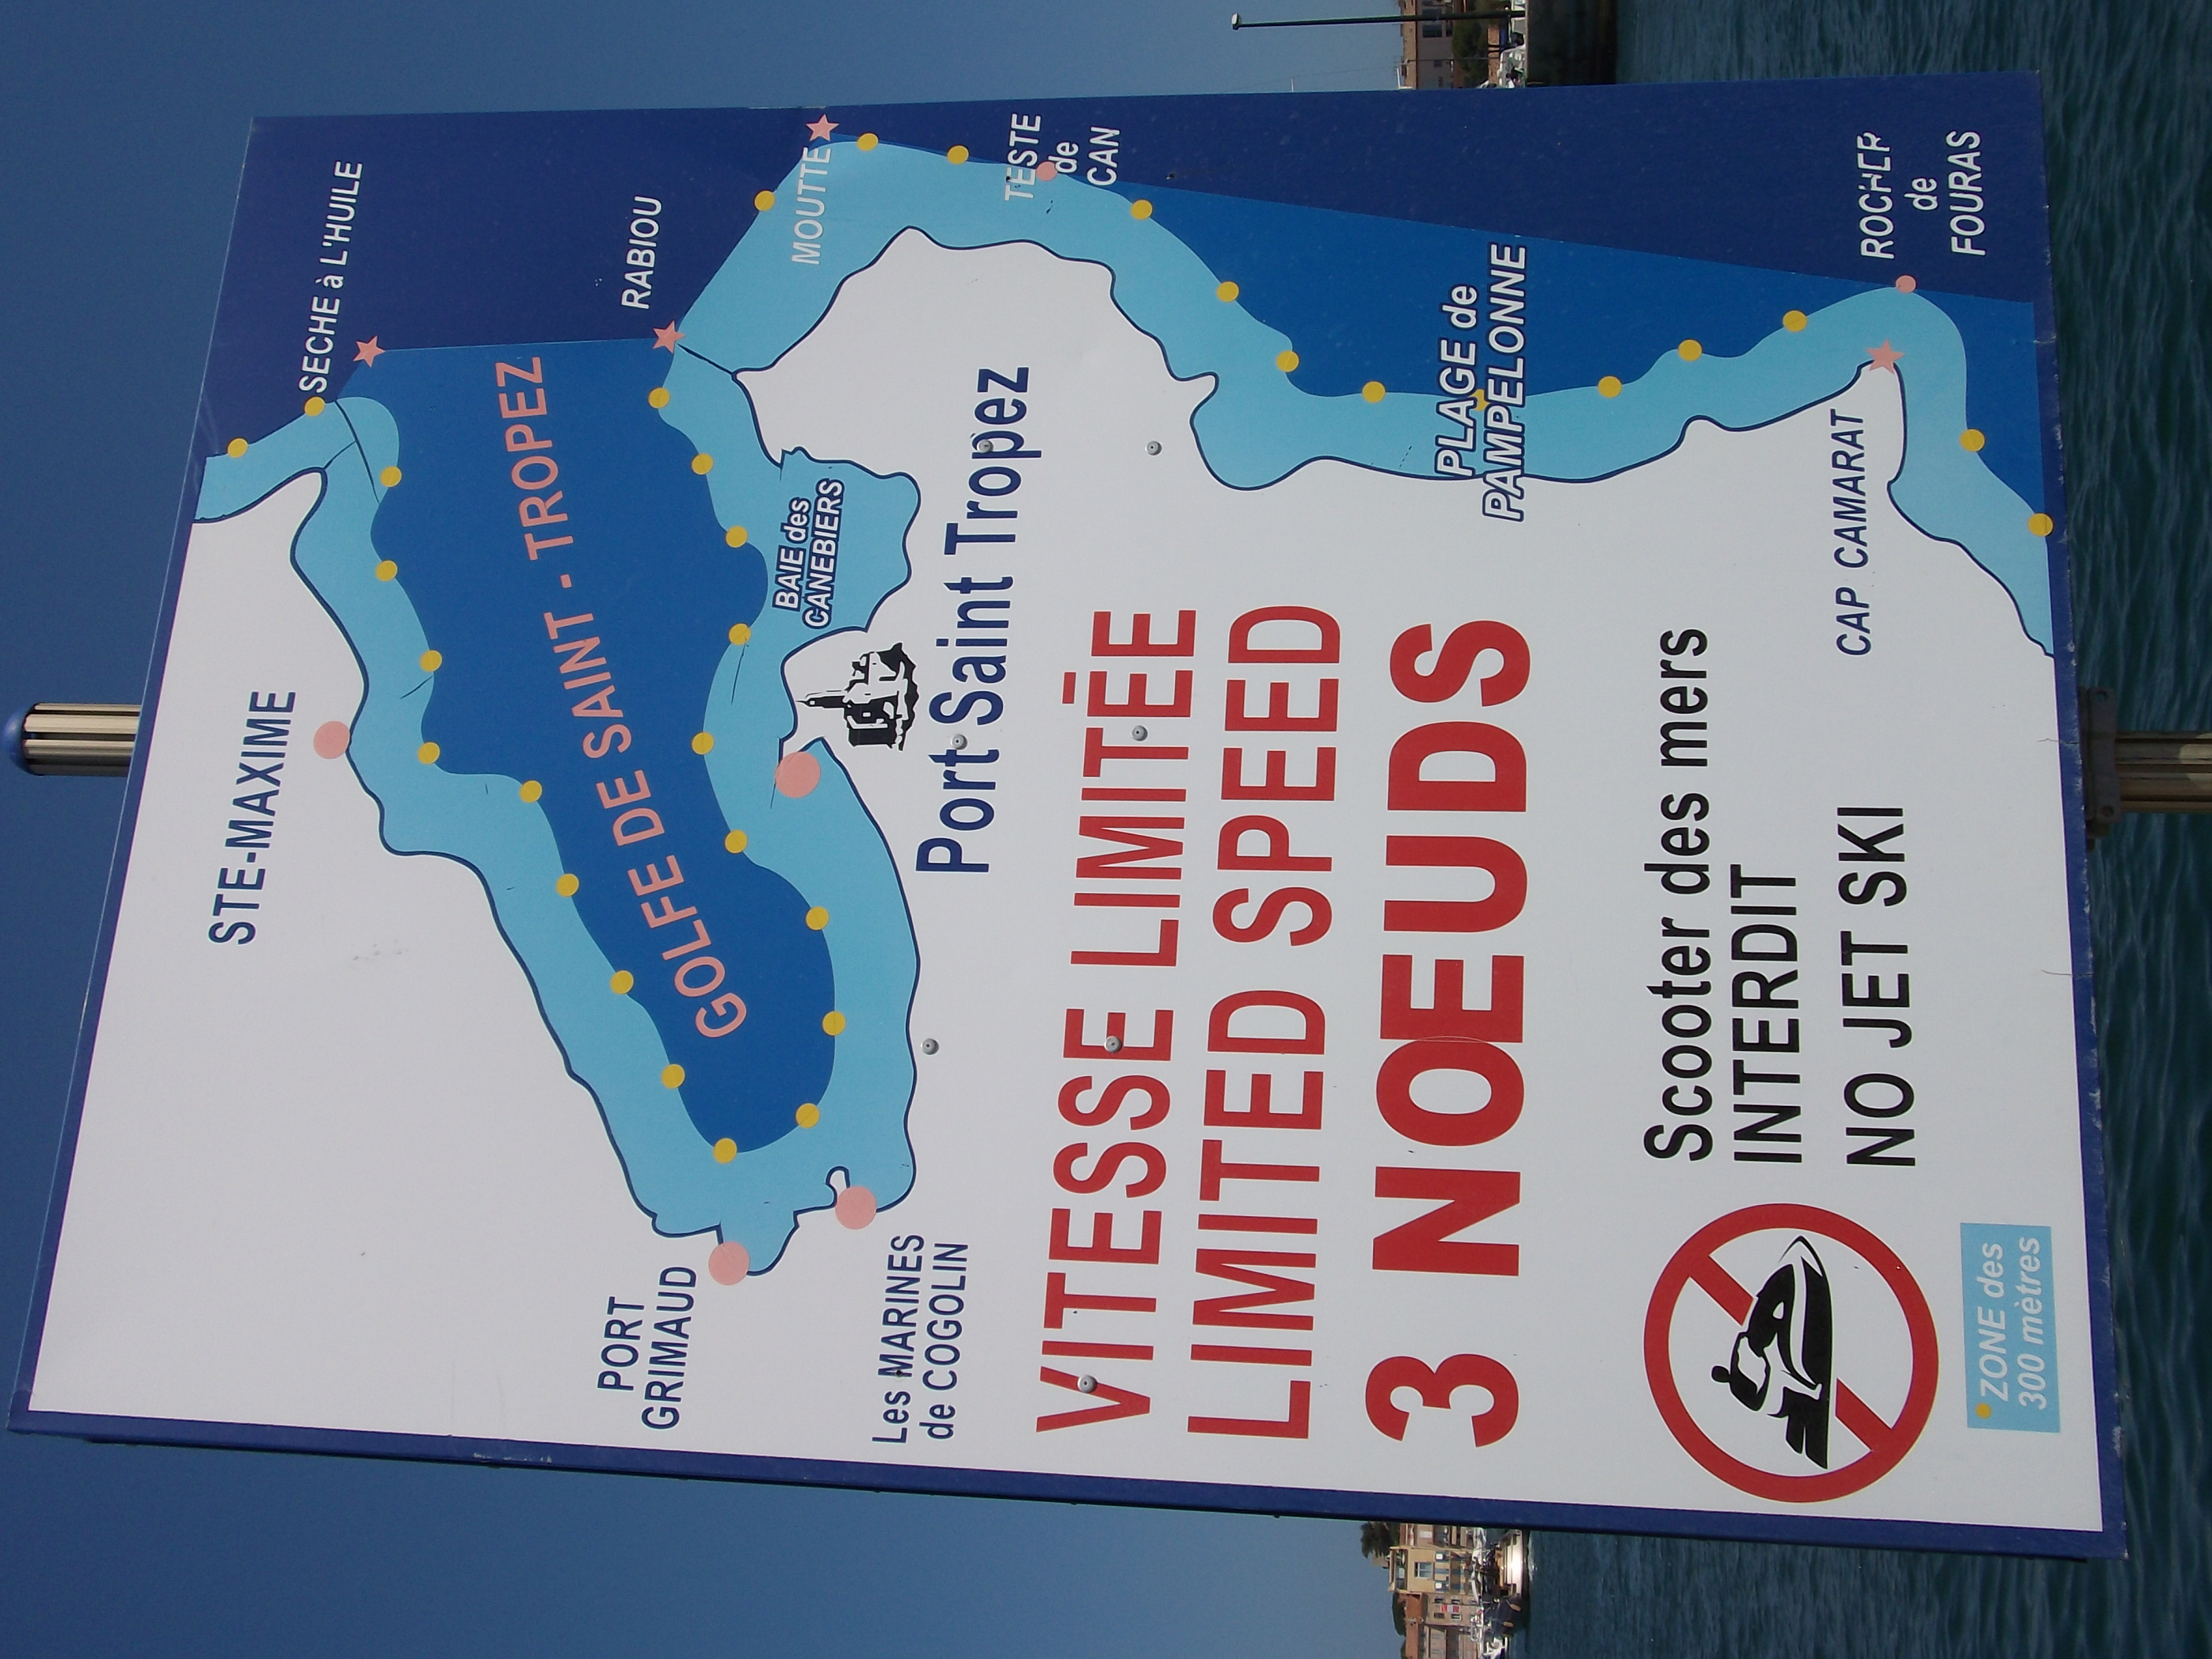 STE-MAXIME
SECHE à L'HUILE
GOLFE DE SAINT - TROPEZ
RABIOU
PORT
GRIMAUD
MOUTTE
BAIE des
CANEBIERS
Les MARINES
de COGOLIN
Port Saint Tropez
TESTE
de
CAN
VITESSE LIMITÉE
LIMITED SPEED
3 NOEUDS
PLAGE de
PAMPELONNE
Scooter des mers
INTERDIT
NO JET SKI
CAP CAMARAT
ROCHER
de
FOURAS
ZONE des
300 mètres